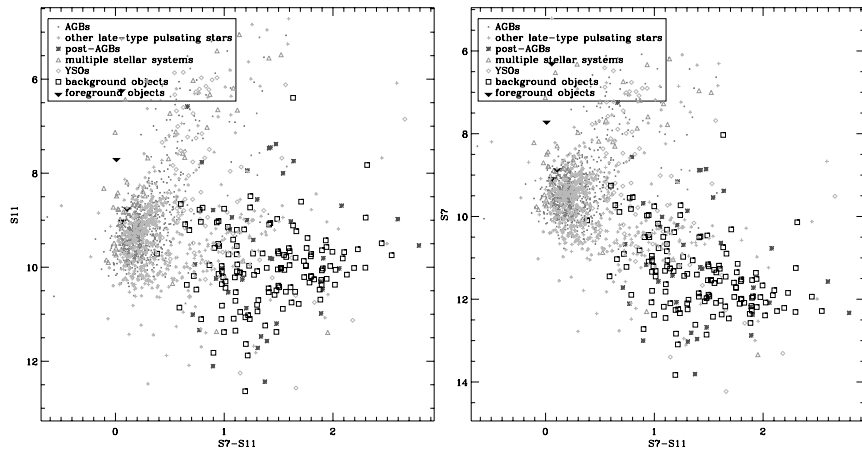 AGBs
other late-type pulsating stars
post-AGBs
multiple stellar systems
YSOs
background objects
foreground objects
6
8
10
12
S11
0
1
2
S7-S11
AGBs
other late-type pulsating stars
post-AGBs
multiple stellar systems
YSOs
background objects
foreground objects
6
8
10
12
14
S7
0
1
2
S7-S11